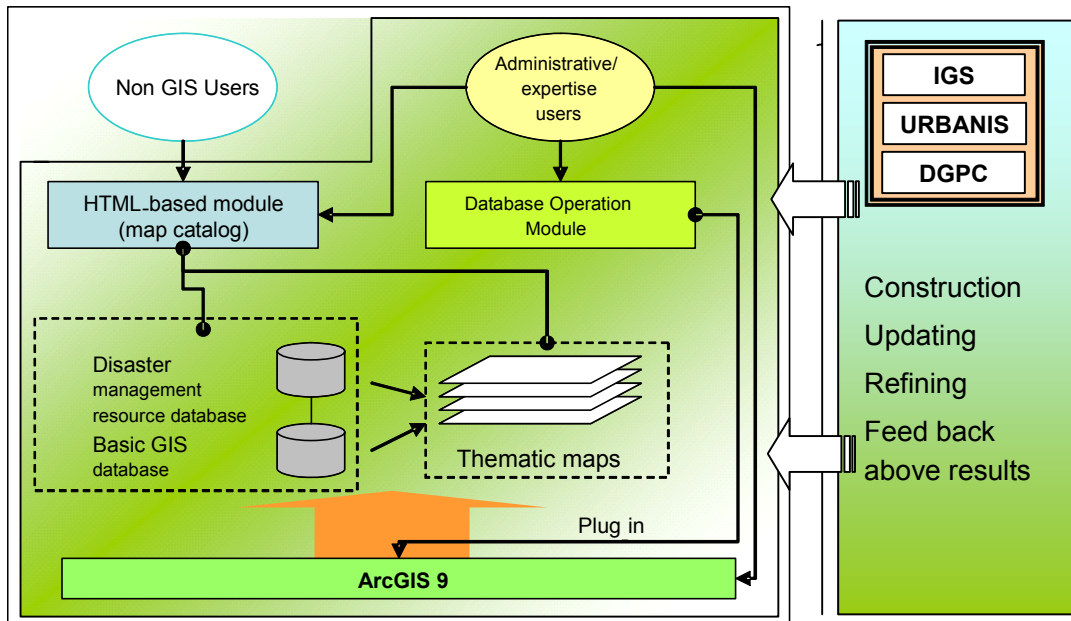 Non GIS Users
Administrative/
expertise
users
HTML-based module
(map catalog)
Database Operation
Module
Disaster
management
resource database
Basic GIS
database
Thematic maps
Plug in
ArcGIS 9
IGS
URBANIS
DGPC
Construction
Updating
Refining
Feed back
above results